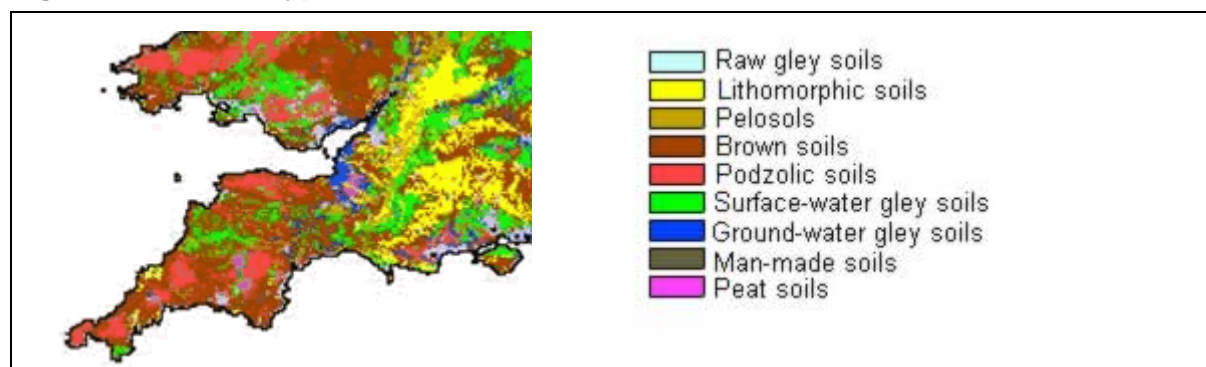 Raw gley soils
Lithomorphic soils
Pelosols
Brown soils
Podzolic soils
Surface-water gley soils
Ground-water gley soils
Man-made soils
Peat soils